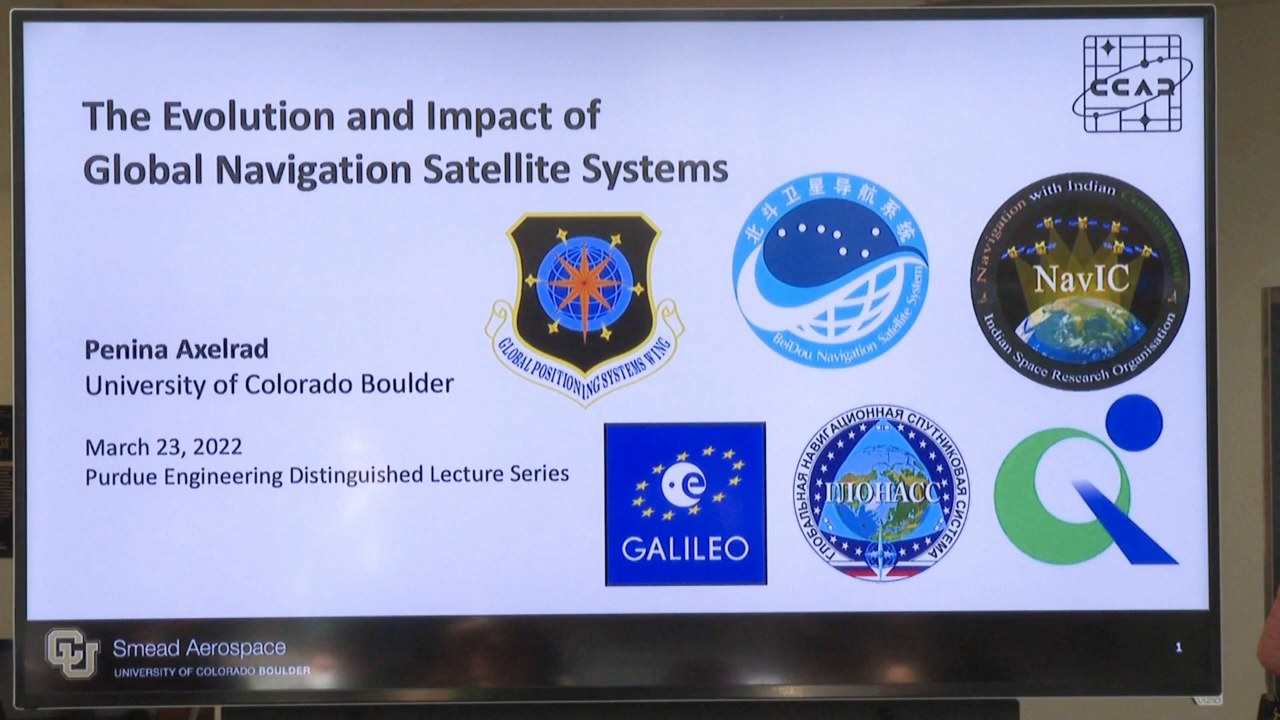 CCAR
The Evolution and Impact of
Global Navigation Satellite Systems
北斗卫星导航系统
BeiDou Navigation Satellite System
Navigation with Indian Constellation
NavIC
Indian Space Research Organisation
GLOBAL POSITIONING SYSTEMS WING
Penina Axelrad
University of Colorado Boulder
March 23, 2022
Purdue Engineering Distinguished Lecture Series
e
GALILEO
ГЛОБАЛЬНАЯ НАВИГАЦИОННАЯ СПУТНИКОВАЯ СИСТЕМА
ГЛОНАСС
CU
Smead Aerospace
UNIVERSITY OF COLORADO BOULDER
1